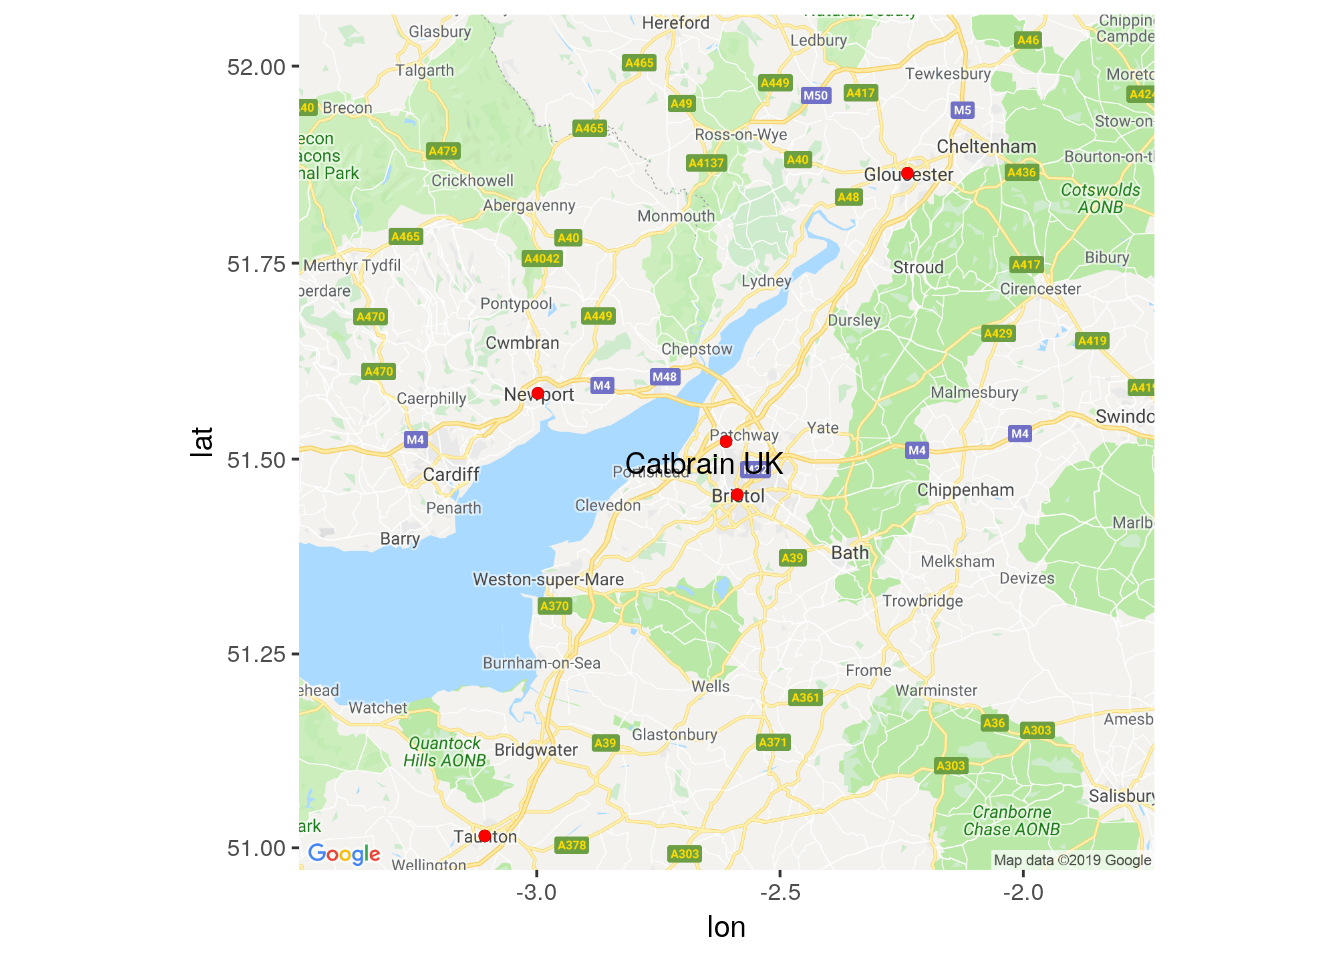 Hereford
Natural Beauty
Chippin
Campde
Glasbury
Ledbury
A46
52.00
Talgarth
A465
A449
Tewkesbury
Moreto
40
Brecon
A49
M50
A417
M5
A424
A465
Ross-on-Wye
Stow-on-
econ
acons
nal Park
A479
A4137
A40
Cheltenham
Bourton-on-t
Crickhowell
Gloucester
A436
Abergavenny
Monmouth
A48
Cotswolds
AONB
A465
A40
A4042
51.75
Merthyr Tydfil
Stroud
A417
Bibury
berdare
Pontypool
Lydney
Cirencester
A470
A449
Dursley
A429
A419
Cwmbran
Chepstow
A470
M48
M4
Caerphilly
Newport
Malmesbury
A419
Swindo
lat
M4
Patchway
Yate
M4
M4
51.50
Catbrain UK
Portishead
Cardiff
Penarth
Clevedon
Bristol
Chippenham
Marlb
Barry
A39
Bath
Melksham
Weston-super-Mare
Devizes
A370
Trowbridge
51.25
Burnham-on-Sea
Frome
ehead
Wells
A361
Warminster
Watchet
Quantock
Hills AONB
Bridgwater
A39
Glastonbury
A371
A36
A303
Amesb
A303
Salisbury
ark
Taunton
A378
A303
Cranborne
Chase AONB
51.00
Google
Wellington
Map data ©2019 Google
-3.0
-2.5
-2.0
lon